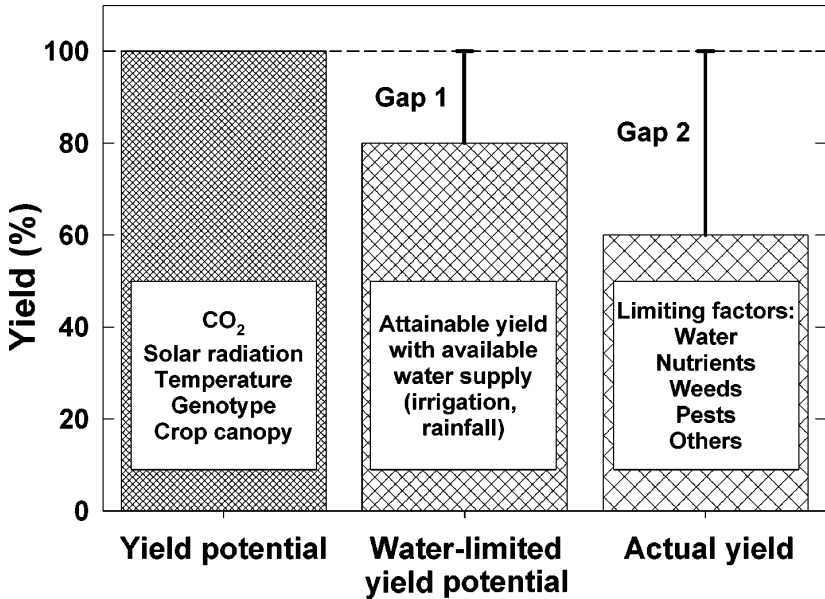 100
80
60
40
20
0
Yield (%)
Gap 1
Gap 2
CO₂
Solar radiation
Temperature
Genotype
Crop canopy
Attainable yield
with available
water supply
(irrigation,
rainfall)
Limiting factors:
Water
Nutrients
Weeds
Pests
Others
Yield potential
Water-limited
yield potential
Actual yield